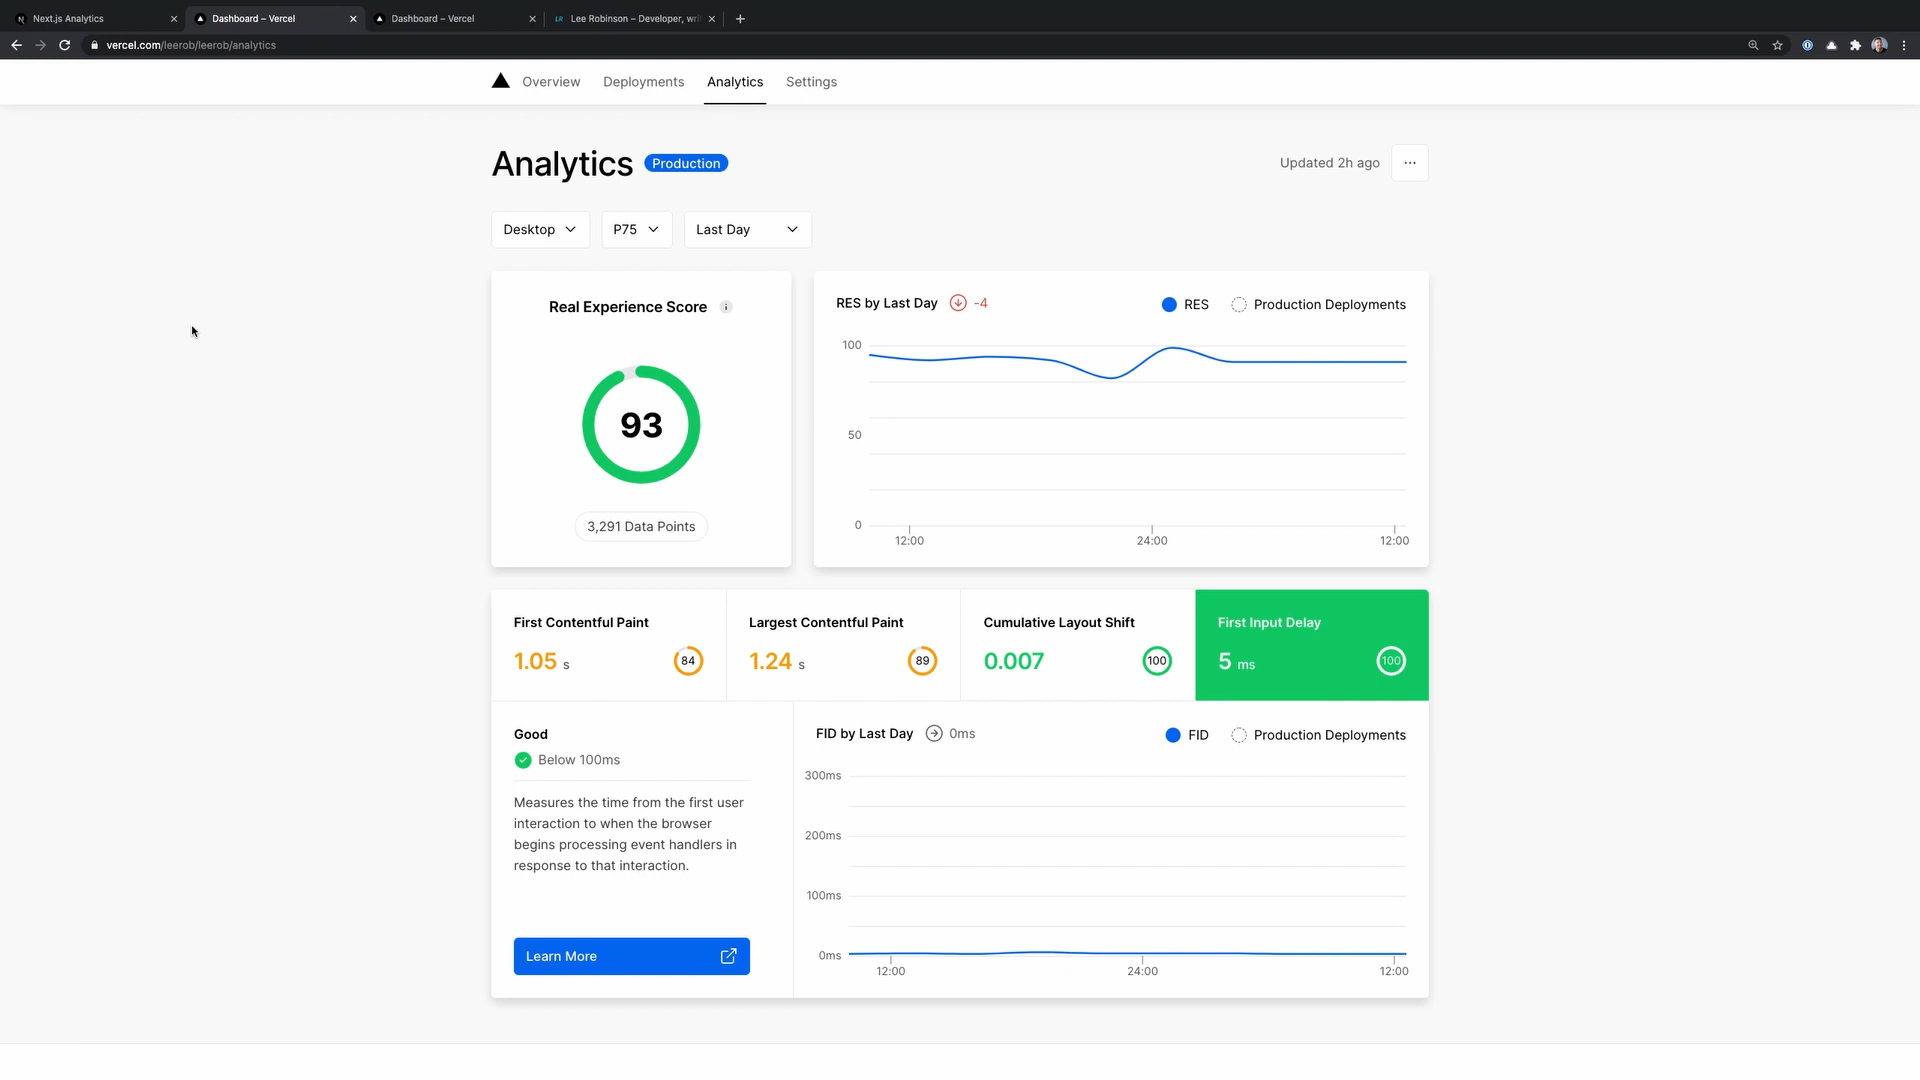 Next.js Analytics
Dashboard – Vercel
Dashboard – Vercel
Lee Robinson – Developer, wri
vercel.com/leerob/leerob/analytics
Overview
Deployments
Analytics
Settings
Analytics
Production
Updated 2h ago
Desktop
P75
Last Day
Real Experience Score
93
3,291 Data Points
RES by Last Day
-4
RES
Production Deployments
100
50
0
12:00
24:00
12:00
First Contentful Paint
1.05 s
84
Largest Contentful Paint
1.24 s
89
Cumulative Layout Shift
0.007
100
First Input Delay
5 ms
100
Good
Below 100ms
Measures the time from the first user
interaction to when the browser
begins processing event handlers in
response to that interaction.
Learn More
FID by Last Day
0ms
FID
Production Deployments
300ms
200ms
100ms
0ms
12:00
24:00
12:00